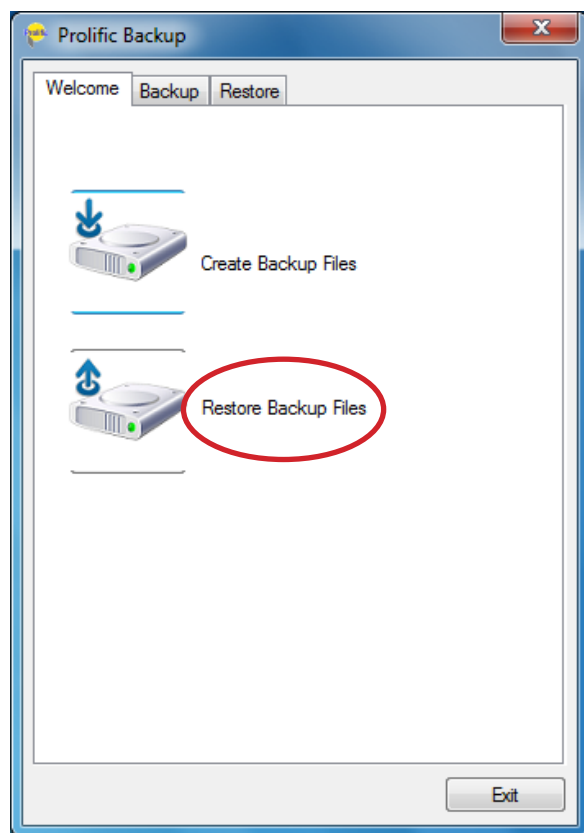 Prolific Backup
Welcome Backup Restore
Create Backup Files
Restore Backup Files
Exit